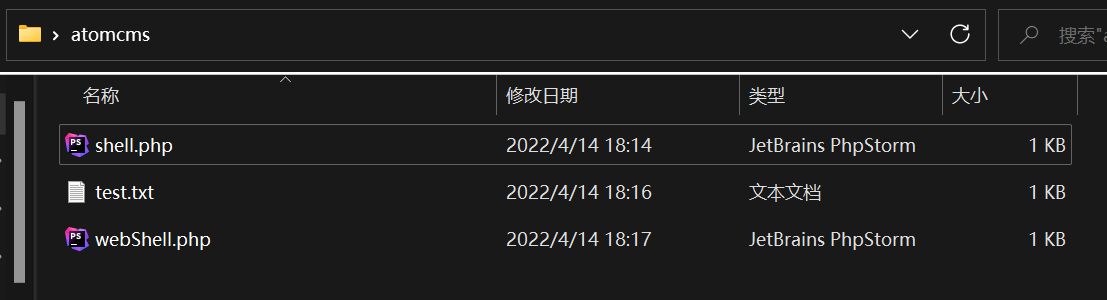 atomcms
搜索"a
名称 修改日期 类型 大小
shell.php 2022/4/14 18:14 JetBrains PhpStorm 1 KB
test.txt 2022/4/14 18:16 文本文档 1 KB
webShell.php 2022/4/14 18:17 JetBrains PhpStorm 1 KB